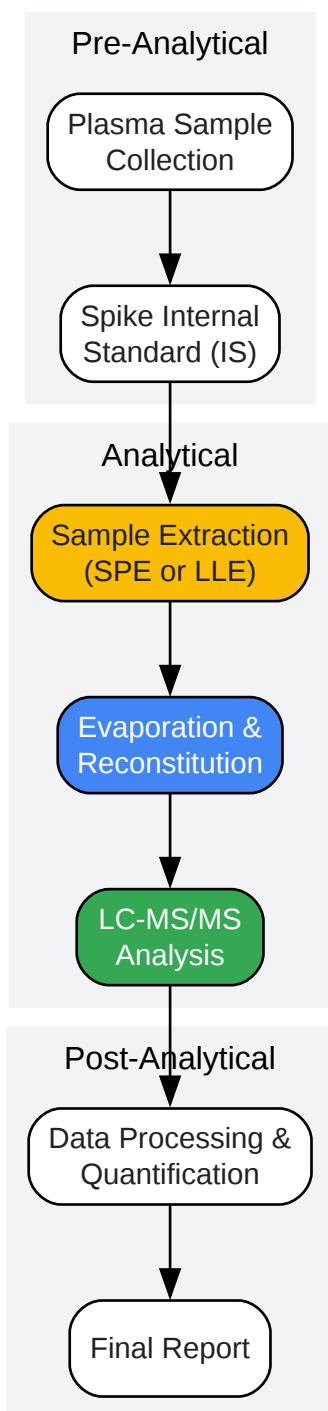 Pre-Analytical
Plasma Sample
Collection
Spike Internal
Standard (IS)
Analytical
Sample Extraction
(SPE or LLE)
Evaporation &
Reconstitution
LC-MS/MS
Analysis
Post-Analytical
Data Processing &
Quantification
Final Report